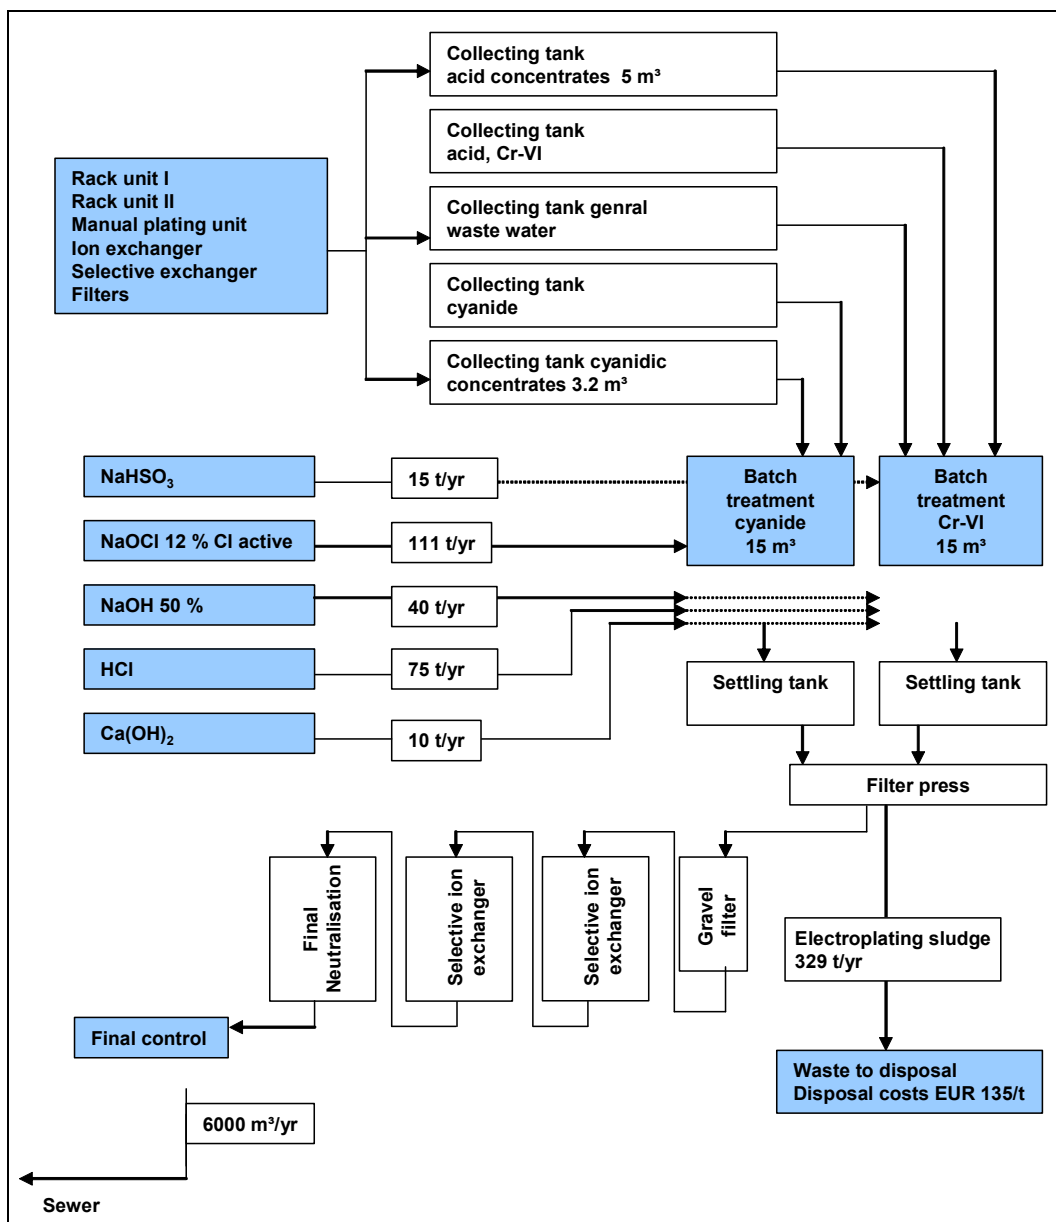 Collecting tank
acid concentrates 5 m³
Collecting tank
acid, Cr-VI
Rack unit I
Rack unit II
Manual plating unit
Ion exchanger
Selective exchanger
Filters
Collecting tank genral
waste water
Collecting tank
cyanide
Collecting tank cyanidic
concentrates 3.2 m³
NaHSO₃
15 t/yr
Batch
treatment
cyanide
15 m³
Batch
treatment
Cr-VI
15 m³
NaOCl 12 % Cl active
111 t/yr
NaOH 50 %
40 t/yr
HCl
75 t/yr
Settling tank
Settling tank
Ca(OH)₂
10 t/yr
Filter press
Final
Neutralisation
Selective ion
exchanger
Selective ion
exchanger
Gravel
filter
Electroplating sludge
329 t/yr
Final control
Waste to disposal
Disposal costs EUR 135/t
6000 m³/yr
Sewer